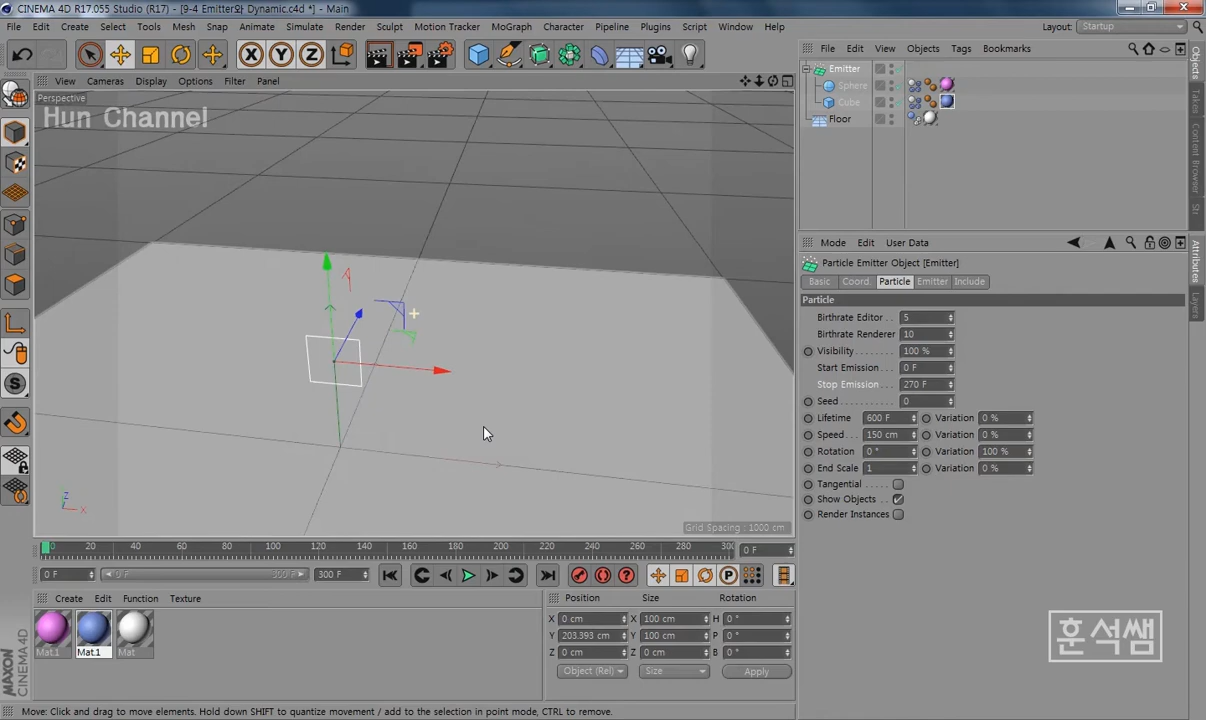 CINEMA 4D R17.055 Studio (R17) - [9-4 Emitter와 Dynamic.c4d *] - Main
File Edit Create Select Tools Mesh Snap Animate Simulate Render Sculpt Motion Tracker MoGraph Character Pipeline Plugins Script Window Help
Layout: Startup
View Cameras Display Options Filter Panel
Perspective
Hun Channel
Grid Spacing : 1000 cm
File Edit View Objects Tags Bookmarks
Emitter
Sphere
Cube
Floor
Objects
Takes
Content Browser
Str
Mode Edit User Data
Particle Emitter Object [Emitter]
Basic Coord. Particle Emitter Include
Particle
Birthrate Editor . . 5
Birthrate Renderer 10
Visibility . . . . . . . 100 %
Start Emission . . 0 F
Stop Emission . . 270 F
Seed . . . . . . . . . . 0
Lifetime 600 F Variation 0 %
Speed . . . 150 cm Variation 0 %
Rotation 0 ° Variation 100 %
End Scale 1 Variation 0 %
Tangential . . . . .
Show Objects
Render Instances
Attributes
Layers
0 20 40 60 80 100 120 140 160 180 200 220 240 260 280 300 0 F
0 F 0 F 300 F 300 F
Create Edit Function Texture
Mat.1 Mat.1 Mat
Position Size Rotation
X 0 cm X 100 cm H 0 °
Y 203.393 cm Y 100 cm P 0 °
Z 0 cm Z 0 cm B 0 °
Object (Rel) Size Apply
MAXON CINEMA 4D
훈석쌤
Move: Click and drag to move elements. Hold down SHIFT to quantize movement / add to the selection in point mode, CTRL to remove.